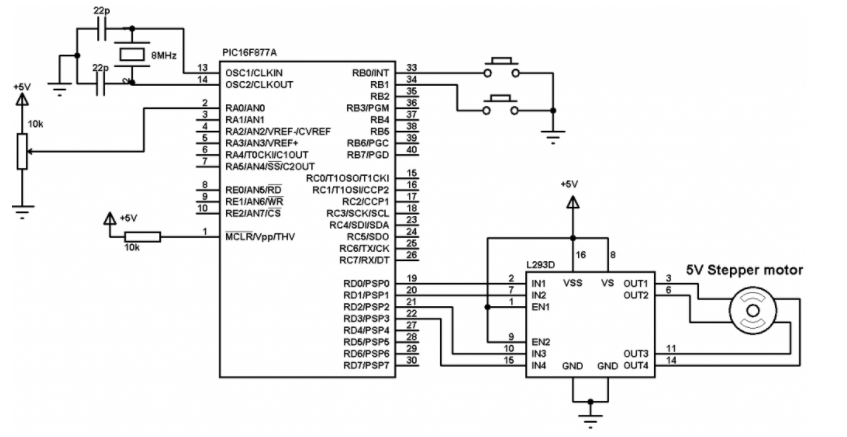 22p
22p
8MHz
+5V
10k
+5V
10k
PIC16F877A
13 OSC1/CLKIN
14 OSC2/CLKOUT
2 RA0/AN0
3 RA1/AN1
4 RA2/AN2/VREF-/CVREF
5 RA3/AN3/VREF+
6 RA4/T0CKI/C1OUT
7 RA5/AN4/SS/C2OUT
8 RE0/AN5/RD
9 RE1/AN6/WR
10 RE2/AN7/CS
1 MCLR/Vpp/THV
RB0/INT 33
RB1 34
RB2 35
RB3/PGM 36
RB4 37
RB5 38
RB6/PGC 39
RB7/PGD 40
RC0/T1OSO/T1CKI 15
RC1/T1OSI/CCP2 16
RC2/CCP1 17
RC3/SCK/SCL 18
RC4/SDI/SDA 23
RC5/SDO 24
RC6/TX/CK 25
RC7/RX/DT 26
RD0/PSP0 19
RD1/PSP1 20
RD2/PSP2 21
RD3/PSP3 22
RD4/PSP4 27
RD5/PSP5 28
RD6/PSP6 29
RD7/PSP7 30
+5V
L293D
16 8
VSS VS
2 IN1
7 IN2
1 EN1
9 EN2
10 IN3
15 IN4
OUT1 3
OUT2 6
OUT3 11
OUT4 14
GND GND
5V Stepper motor